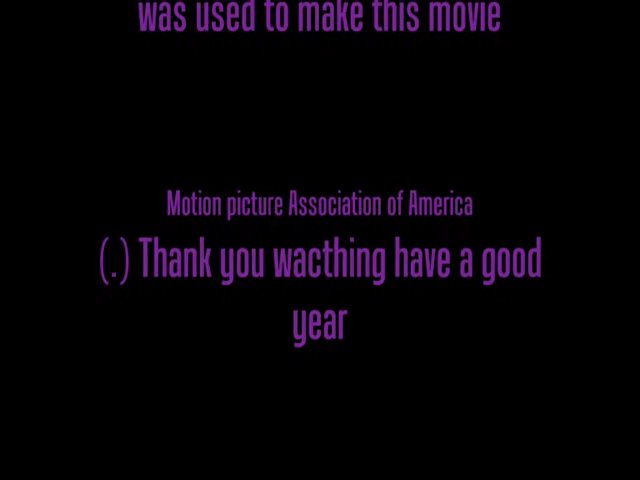 was used to make this movie
Motion picture Association of America
(.) Thank you wacthing have a good
year